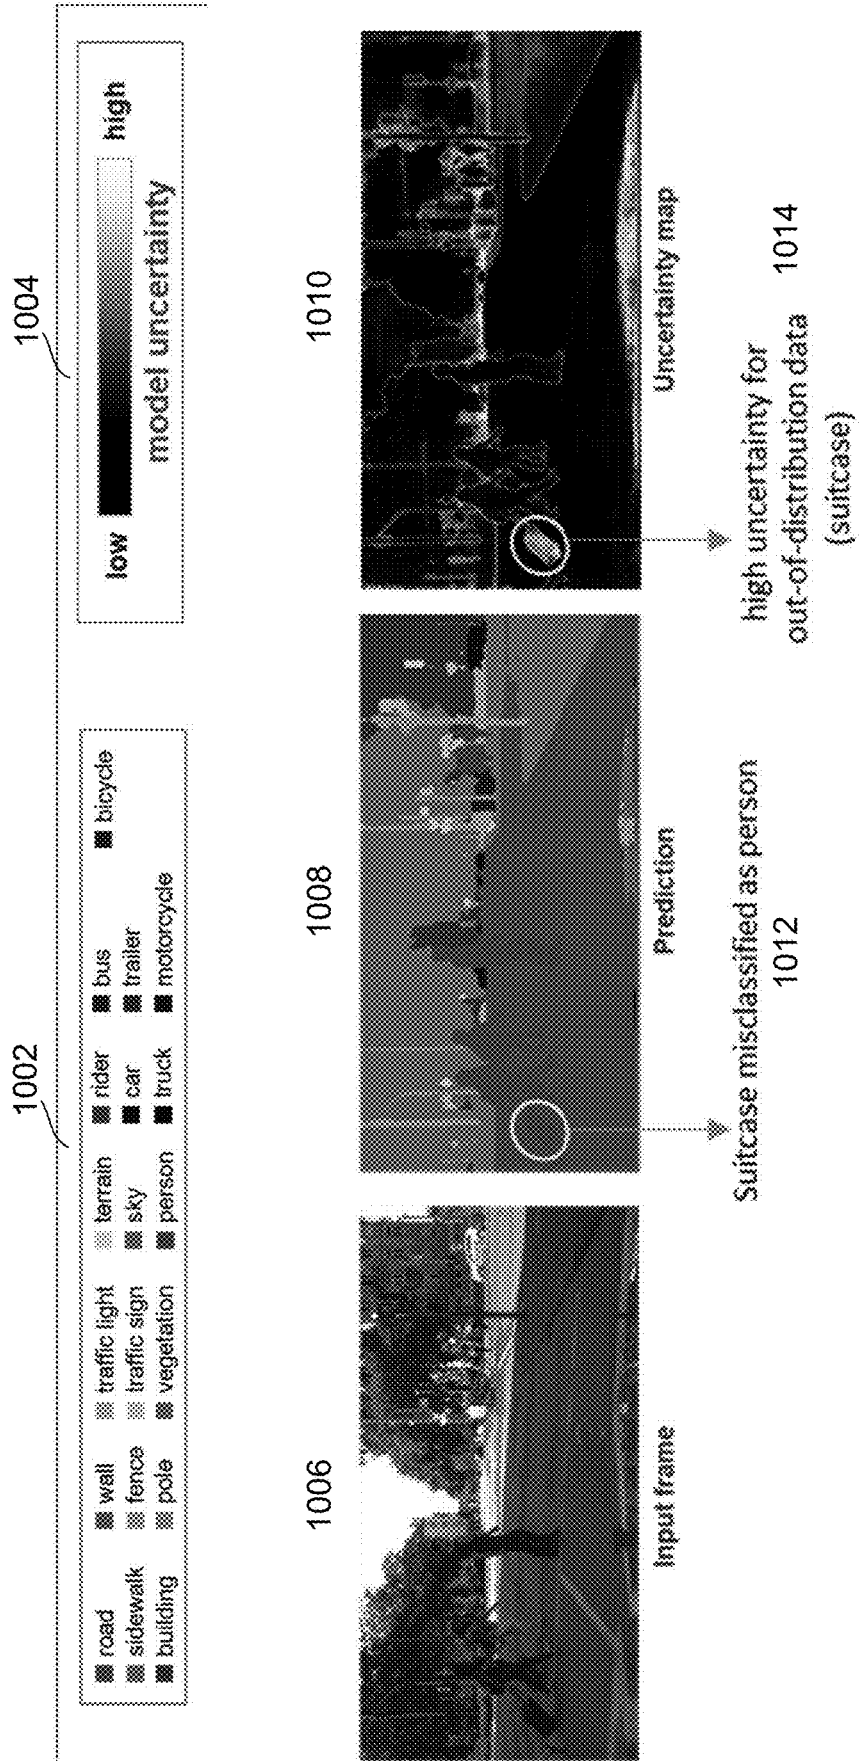 1002
1004
road
wall
traffic light
terrain
rider
bus
bicycle
sidewalk
fence
traffic sign
sky
car
trailer
building
pole
vegetation
person
truck
motorcycle
low
high
model uncertainty
1006
1008
1010
Input frame
Prediction
Uncertainty map
Suitcase misclassified as person
1012
high uncertainty for
out-of-distribution data
(suitcase)
1014